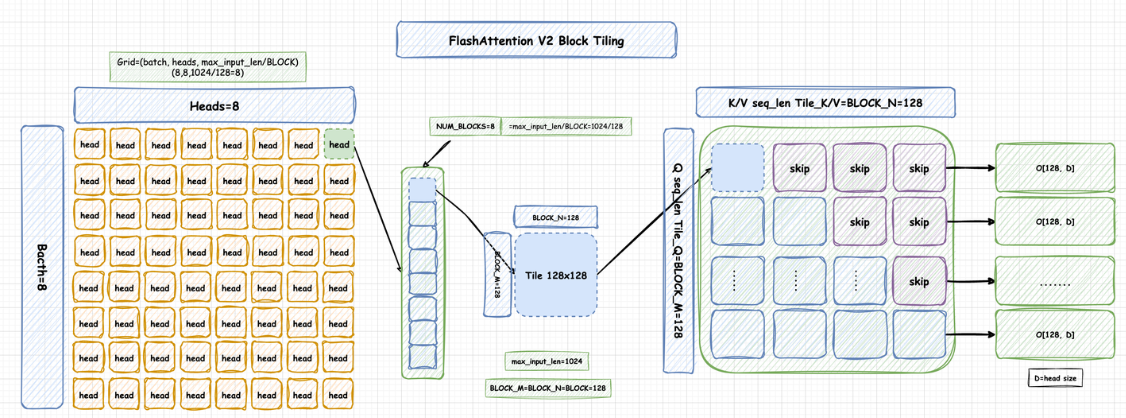 FlashAttention V2 Block Tiling
Grid=(batch, heads, max_input_len/BLOCK)
(8,8,1024/128=8)
Heads=8
Bacth=8
head head head head head head head head
head head head head head head head head
head head head head head head head head
head head head head head head head head
head head head head head head head head
head head head head head head head head
head head head head head head head head
head head head head head head head head
NUM_BLOCKS=8 =max_input_len/BLOCK=1024/128
BLOCK_N=128
BLOCK_M=128
Tile 128x128
max_input_len=1024
BLOCK_M=BLOCK_N=BLOCK=128
K/V seq_len Tile_K/V=BLOCK_N=128
Q seq_len Tile_Q=BLOCK_M=128
skip skip skip O[128, D]
skip skip O[128, D]
...... ...... ...... skip .......
O[128, D]
D=head size